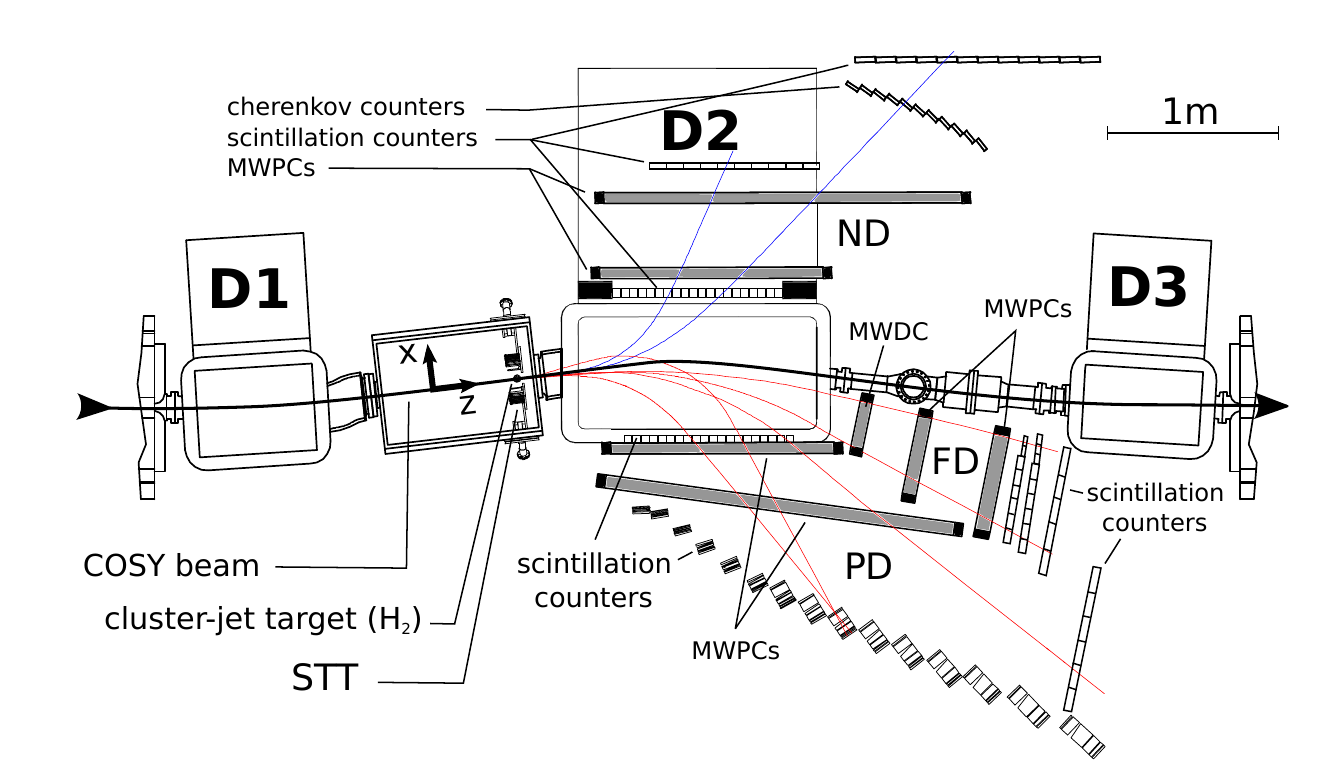 cherenkov counters
scintillation counters
MWPCs
D2
1m
ND
D1
D3
MWPCs
MWDC
x
z
FD
scintillation
counters
COSY beam
scintillation
counters
PD
cluster-jet target (H2)
MWPCs
STT